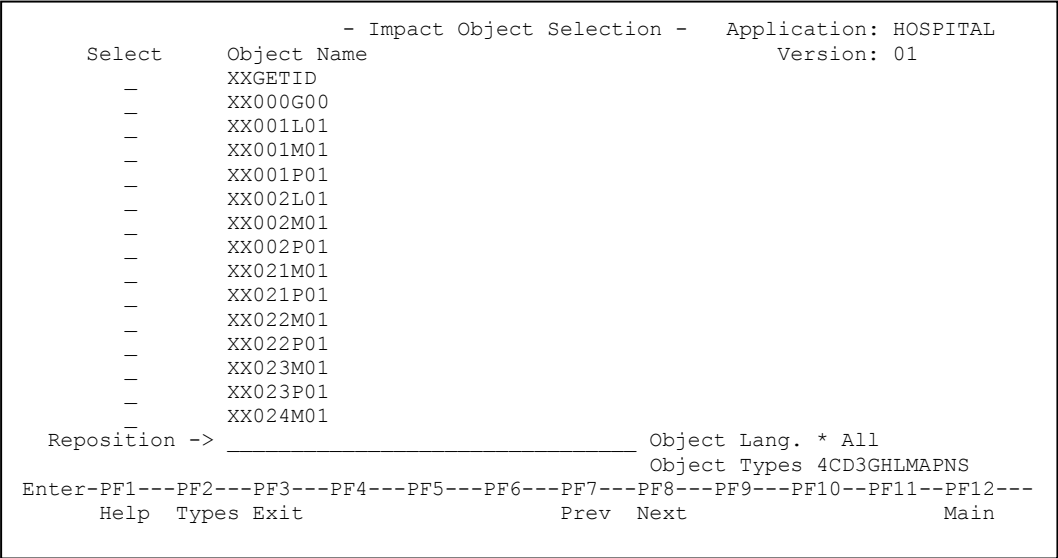 - Impact Object Selection - Application: HOSPITAL
Select Object Name Version: 01
_ XXGETID
_ XX000G00
_ XX001L01
_ XX001M01
_ XX001P01
_ XX002L01
_ XX002M01
_ XX002P01
_ XX021M01
_ XX021P01
_ XX022M01
_ XX022P01
_ XX023M01
_ XX023P01
_ XX024M01
Reposition -> ________________________________ Object Lang. * All
Object Types 4CD3GHLMAPNS
Enter-PF1---PF2---PF3---PF4---PF5---PF6---PF7---PF8---PF9---PF10--PF11--PF12---
Help Types Exit Prev Next Main